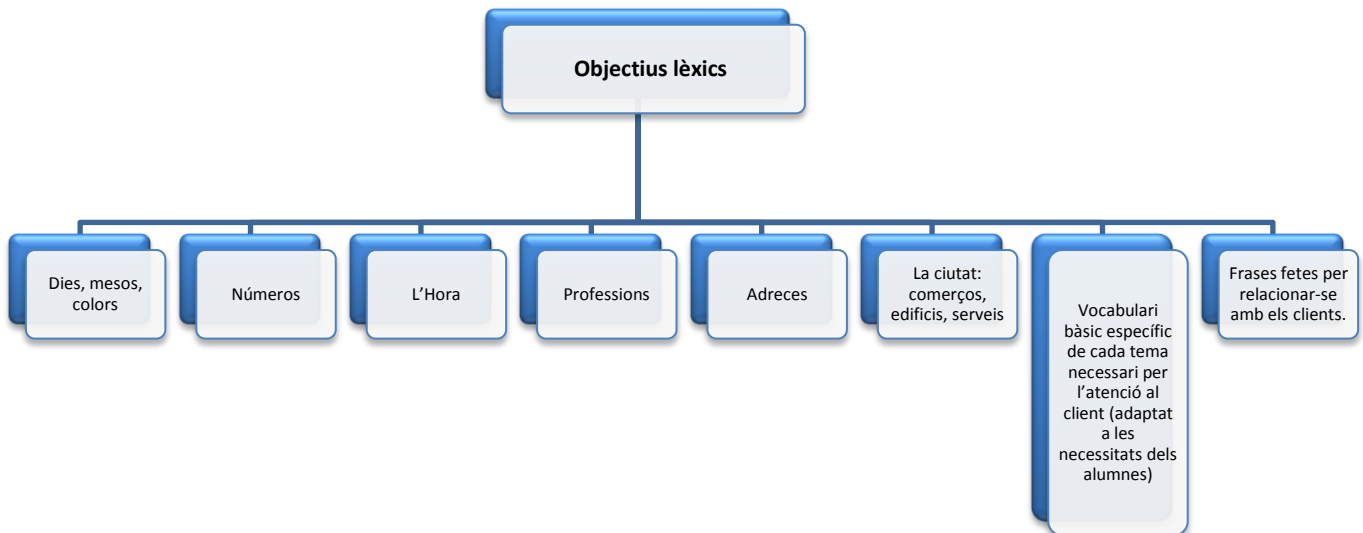 Objectius lèxics
Dies, mesos,
colors
Números
L'Hora
Professions
Adreces
La ciutat:
comerços,
edificis, serveis
Vocabulari
bàsic específic
de cada tema
necessari per
l'atenció al
client (adaptat
a les
necessitats dels
alumnes)
Frases fetes per
relacionar-se
amb els clients.